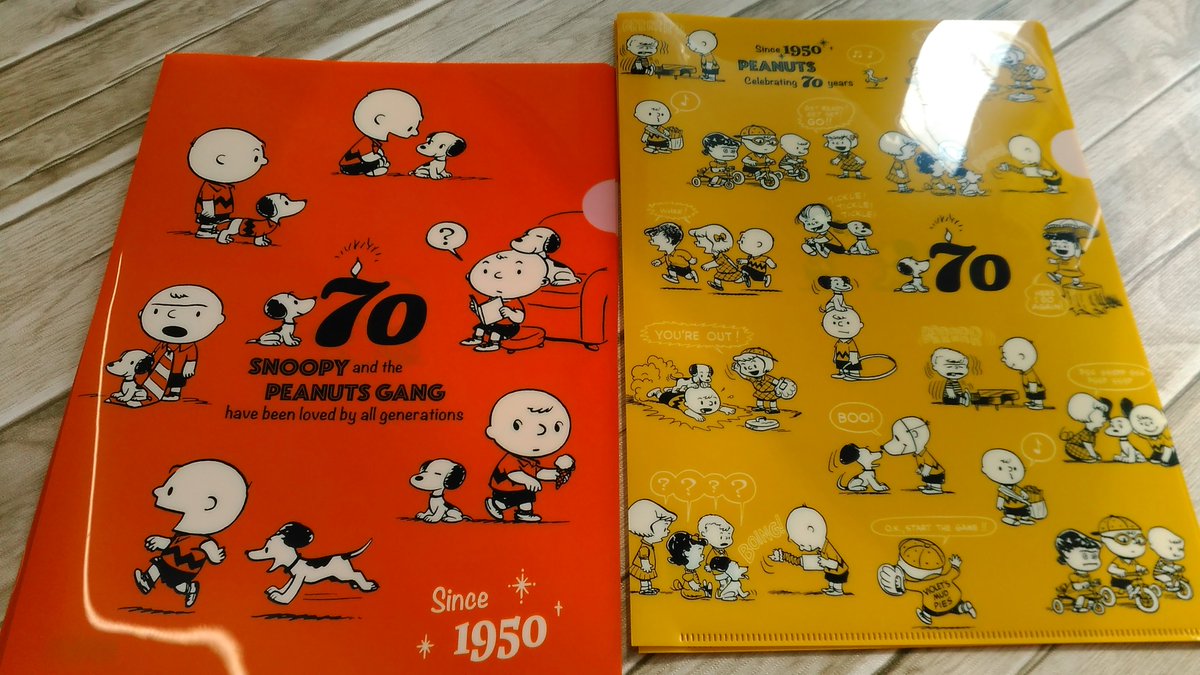 ?
70
SNOOPY and the
PEANUTS GANG
have been loved by all generations
Since
1950
Since 1950
PEANUTS
Celebrating 70 years
GO!!
TICKLE!
TICKLE!
TICKLE!
70
YOU'RE OUT!
BOO!
? ? ? ?
BOING!
O.K. START THE GAME!!
VIOLET'S
MUD
PIES